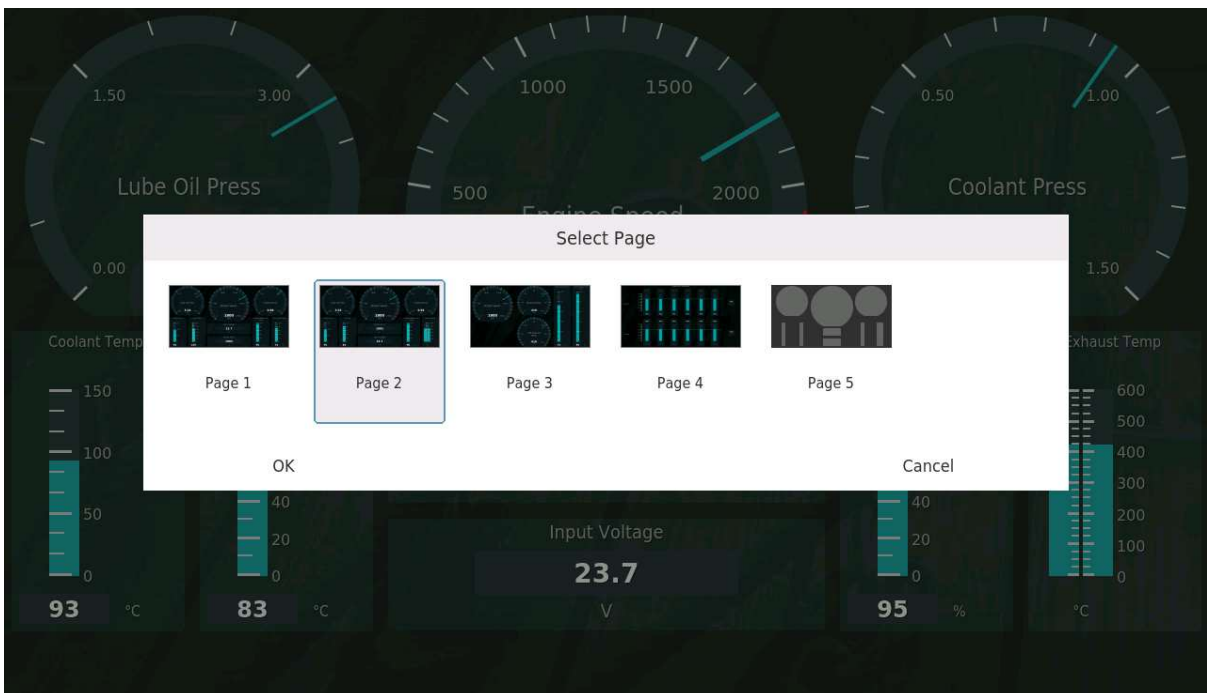 1000 1500
1.50 3.00
0.50 1.00
Lube Oil Press
500 2000
Coolant Press
Engine Speed
Select Page
0.00
1.50
Coolant Temp
Exhaust Temp
Page 1
Page 2
Page 3
Page 4
Page 5
150
600
500
OK
Cancel
100
400
300
50
40
40
200
Input Voltage
20
20
100
23.7
0
0
0
0
93 °C
83 °C
V
95 %
°C